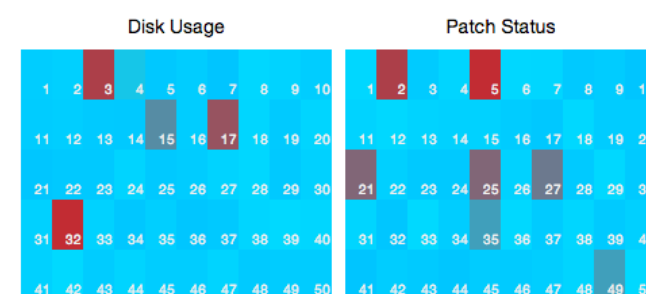 Disk Usage
1 2 3 4 5 6 7 8 9 10
11 12 13 14 15 16 17 18 19 20
21 22 23 24 25 26 27 28 29 30
31 32 33 34 35 36 37 38 39 40
41 42 43 44 45 46 47 48 49 50
Patch Status
1 2 3 4 5 6 7 8 9
11 12 13 14 15 16 17 18 19
21 22 23 24 25 26 27 28 29
31 32 33 34 35 36 37 38 39
41 42 43 44 45 46 47 48 49